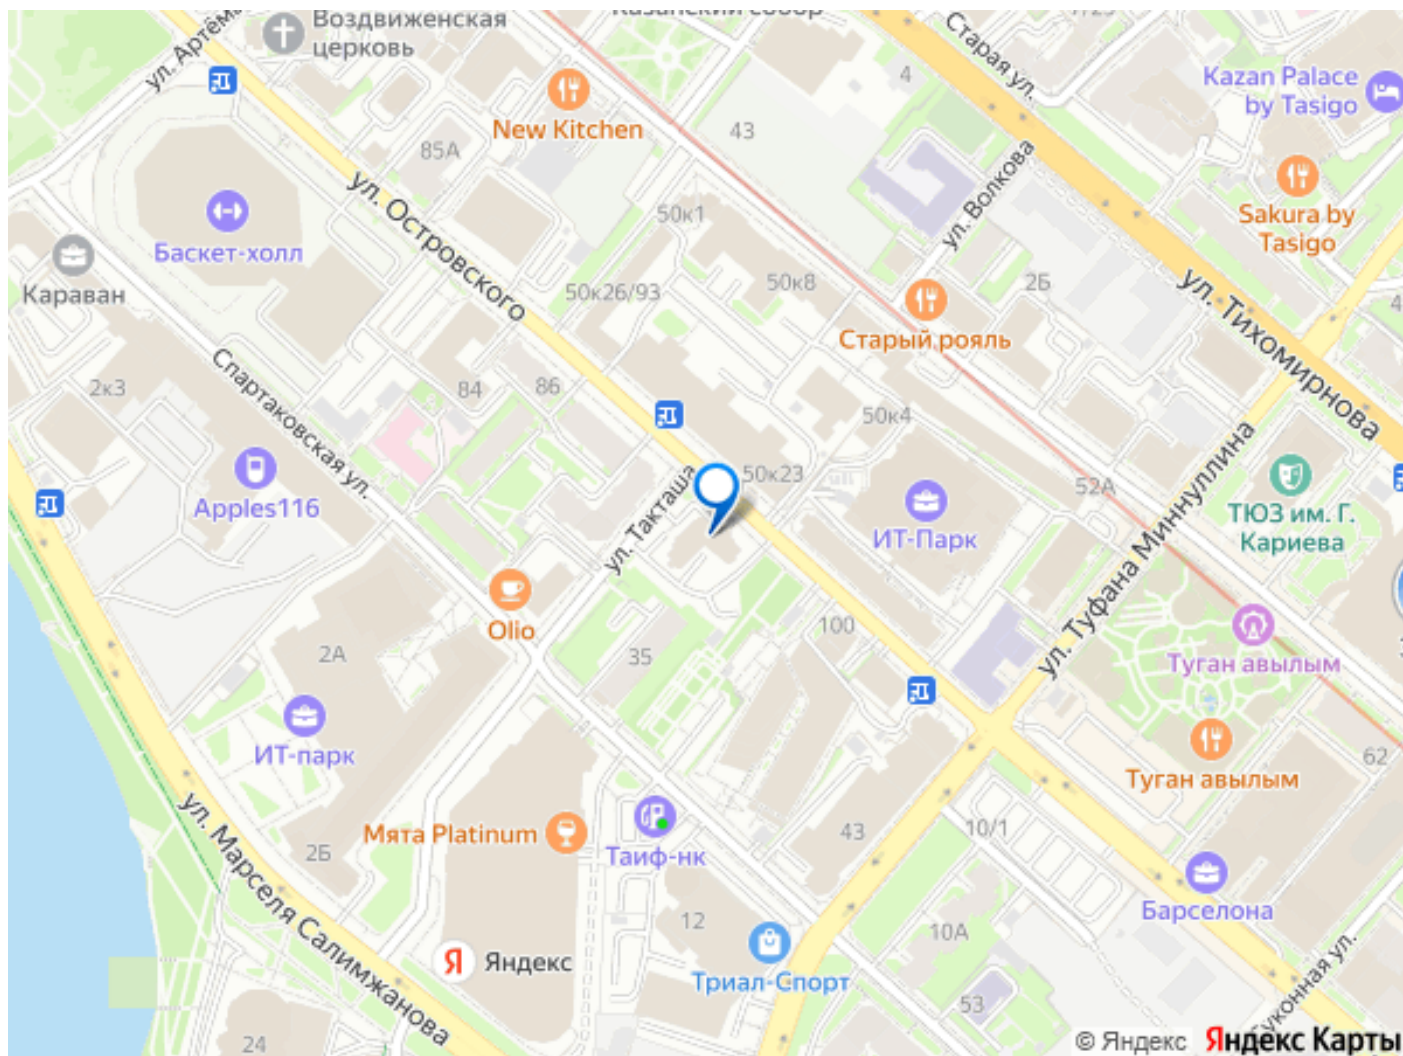 Воздвиженская
церковь
Казанский собор
Старая ул.
4
Kazan Palace
by Tasigo
New Kitchen
43
85А
ул. Волкова
Sakura by
Tasigo
ул. Островского
50к1
Баскет-холл
Караван
50к26/93
50к8
2Б
ул. Тихомирнова
Старый рояль
2к3
Спартаковская ул.
84
86
50к4
Apples116
ул. Такташа
50к23
52А
ИТ-Парк
ТЮЗ им. Г.
Кариева
ул. Туфана Миннуллина
Olio
100
35
2А
Туган авылым
ИТ-парк
Туган авылым
62
ул. Марселя Салимжанова
2Б
Мята Platinum
Таиф-нк
43
10/1
Барселона
12
10А
Яндекс
Триал-Спорт
53
24
© Яндекс
Яндекс Карты